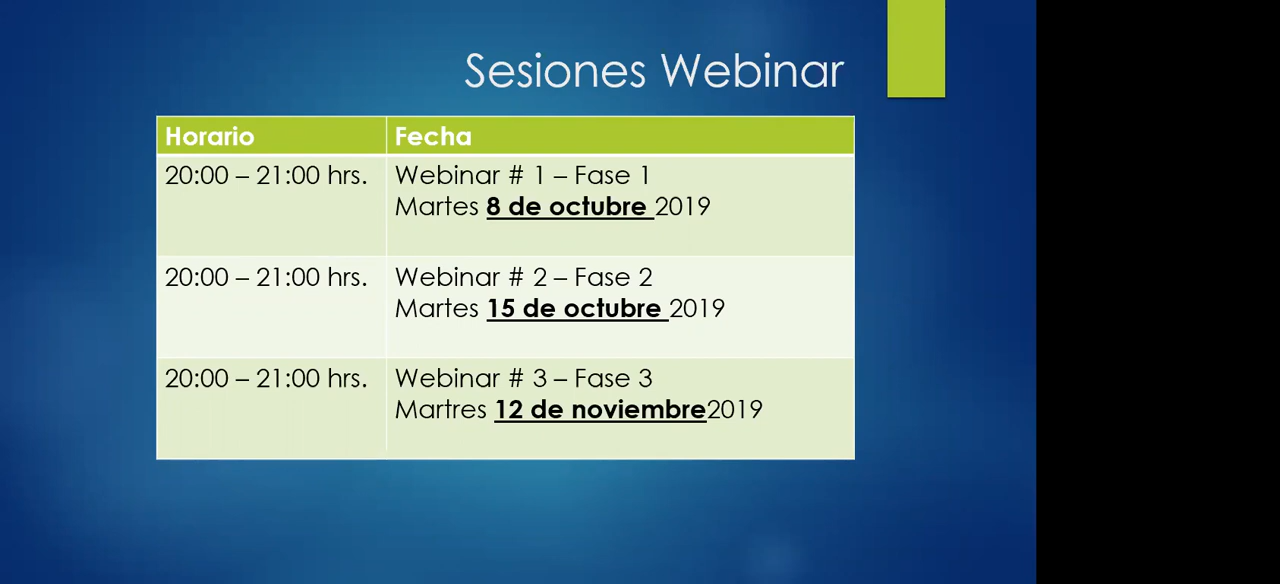 Sesiones Webinar
Horario
Fecha
20:00 – 21:00 hrs.
Webinar # 1 – Fase 1
Martes 8 de octubre 2019
20:00 – 21:00 hrs.
Webinar # 2 – Fase 2
Martes 15 de octubre 2019
20:00 – 21:00 hrs.
Webinar # 3 – Fase 3
Martres 12 de noviembre2019